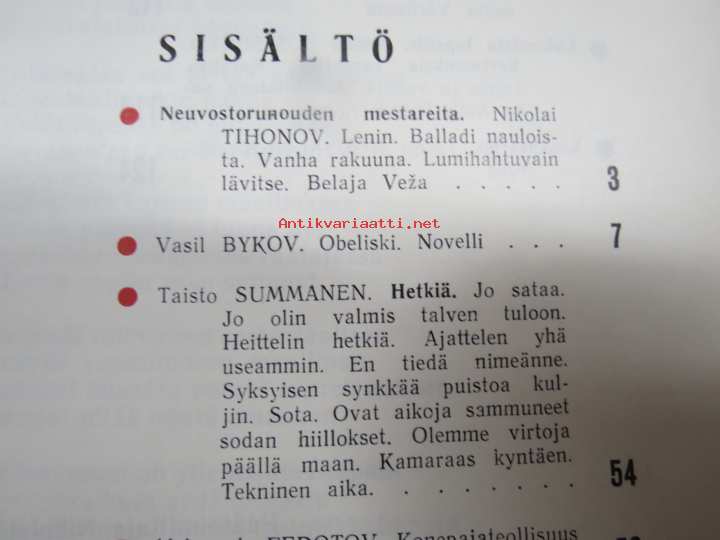 SISÄLTÖ
Neuvostorunouden mestareita. Nikolai
TIHONOV. Lenin. Balladi naulois-
ta. Vanha rakuuna. Lumihahtuvain
lävitse. Belaja Veža . . . . . 3
Antikvariaatti.net
Vasil BYKOV. Obeliski. Novelli . . . 7
Taisto SUMMANEN. Hetkiä. Jo sataa.
Jo olin valmis talven tuloon.
Heittelin hetkiä. Ajattelen yhä
useammin. En tiedä nimeänne.
Syksyisen synkkää puistoa kul-
jin. Sota. Ovat aikoja sammuneet
sodan hiillokset. Olemme virtoja
päällä maan. Kamaraas kyntäen.
Tekninen aika. . . . . . . . 54
FEDOTOV. Konepajateollisuus